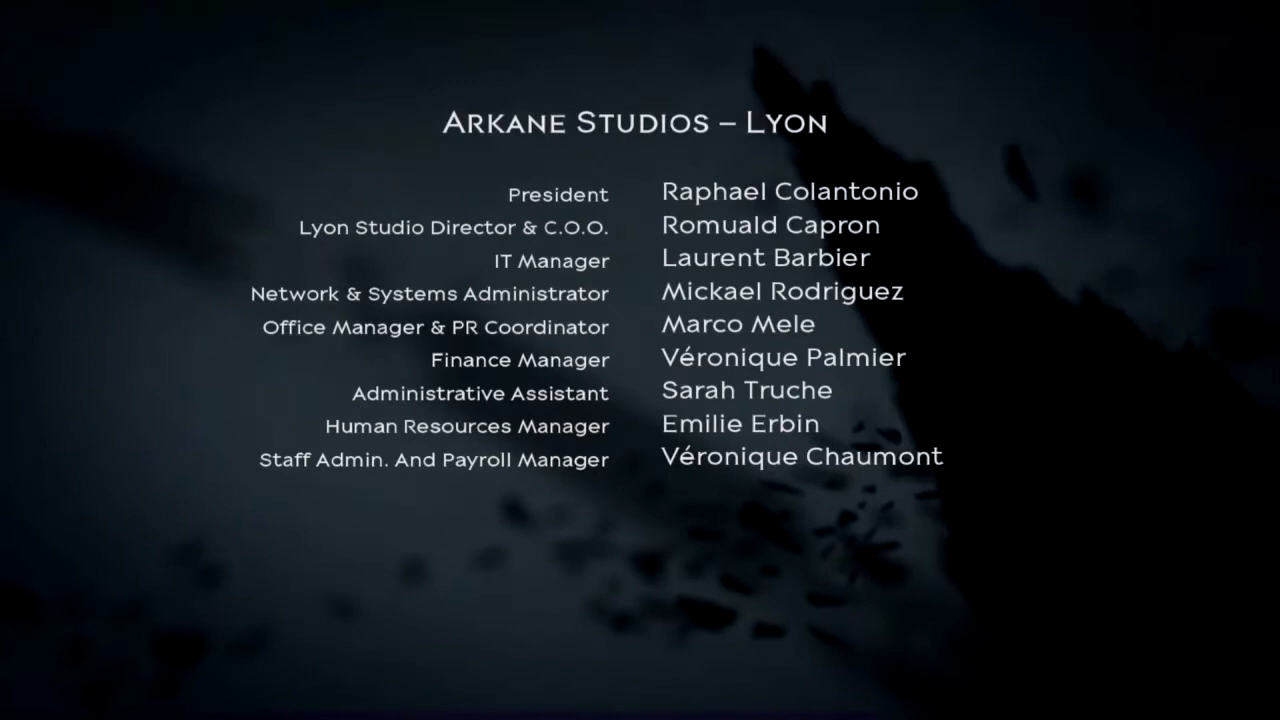 Arkane Studios – Lyon
President Raphael Colantonio
Lyon Studio Director & C.O.O. Romuald Capron
IT Manager Laurent Barbier
Network & Systems Administrator Mickael Rodriguez
Office Manager & PR Coordinator Marco Mele
Finance Manager Véronique Palmier
Administrative Assistant Sarah Truche
Human Resources Manager Emilie Erbin
Staff Admin. And Payroll Manager Véronique Chaumont